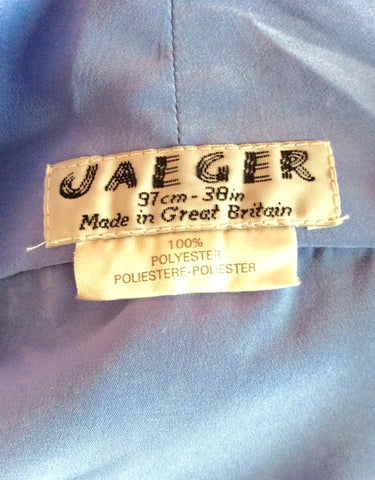 JAEGER
97cm-38in
Made in Great Britain
100%
POLYESTER
POLIESTERE-POLIESTER